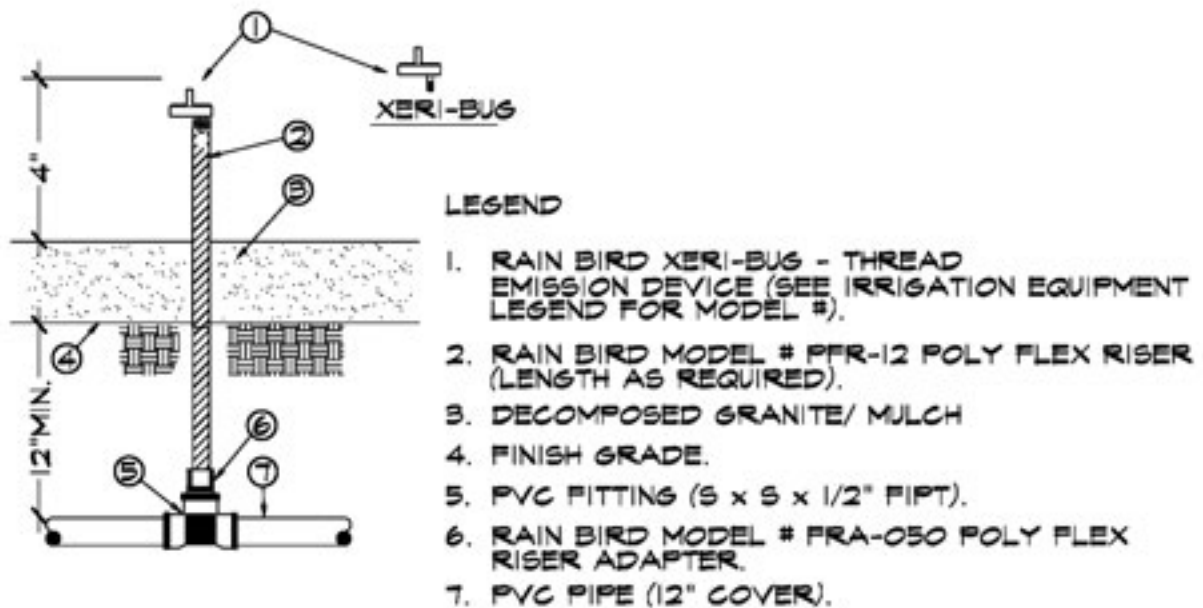 1
XERI-BUG
2
4"
3
LEGEND
1. RAIN BIRD XERI-BUG - THREAD
EMISSION DEVICE (SEE IRRIGATION EQUIPMENT
LEGEND FOR MODEL #).
4
2. RAIN BIRD MODEL # PFR-12 POLY FLEX RISER
(LENGTH AS REQUIRED).
3. DECOMPOSED GRANITE/ MULCH
12"MIN.
6
4. FINISH GRADE.
5
7
5. PVC FITTING (S x S x 1/2" FIPT).
6. RAIN BIRD MODEL # PRA-050 POLY FLEX
RISER ADAPTER.
7. PVC PIPE (12" COVER).